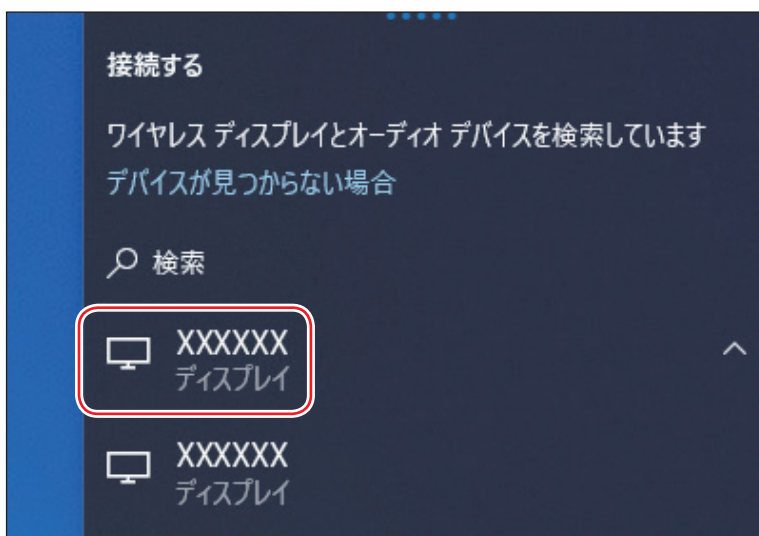 接続する
ワイヤレス ディスプレイとオーディオ デバイスを検索しています
デバイスが見つからない場合
検索
XXXXXX
ディスプレイ
XXXXXX
ディスプレイ